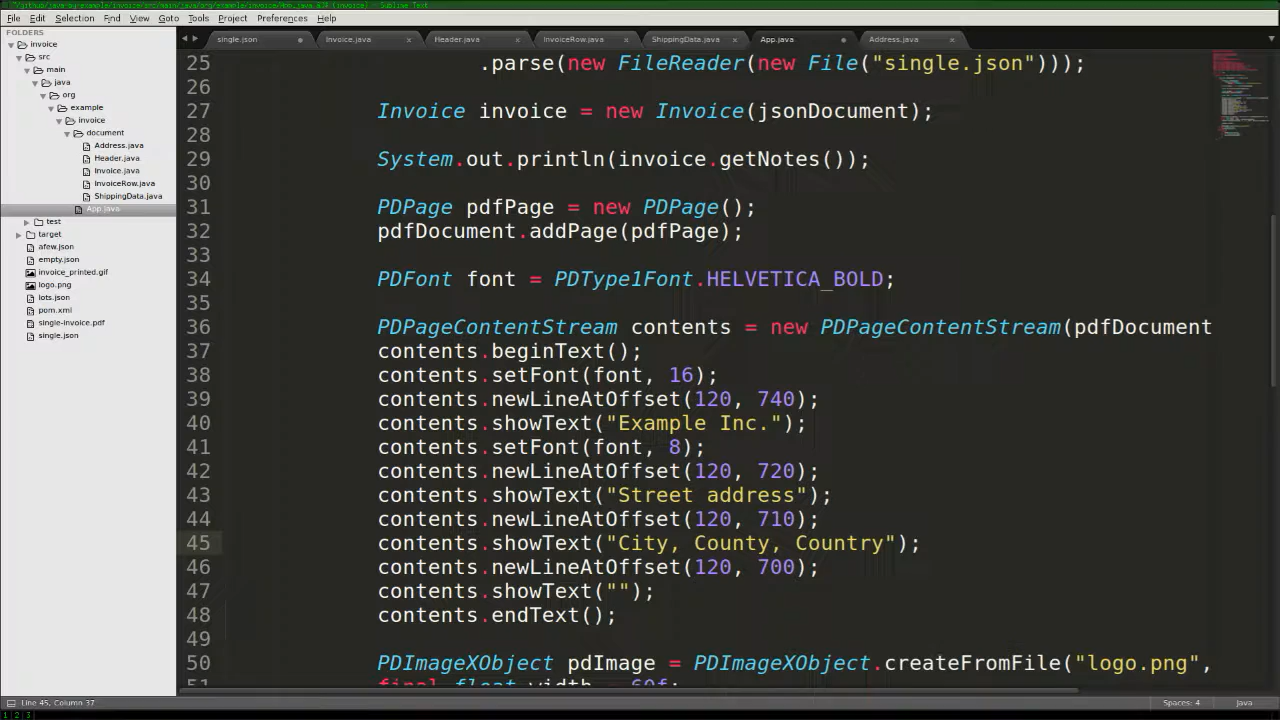 File Edit Selection Find View Goto Tools Project Preferences Help
FOLDERS
invoice
src
main
java
org
example
invoice
document
Address.java
Header.java
Invoice.java
InvoiceRow.java
ShippingData.java
App.java
test
target
afew.json
empty.json
invoice_printed.gif
logo.png
lots.json
pom.xml
single-invoice.pdf
single.json
single.json Invoice.java Header.java InvoiceRow.java ShippingData.java App.java Address.java
25 .parse(new FileReader(new File("single.json")));
26
27 Invoice invoice = new Invoice(jsonDocument);
28
29 System.out.println(invoice.getNotes());
30
31 PDPage pdfPage = new PDPage();
32 pdfDocument.addPage(pdfPage);
33
34 PDFont font = PDType1Font.HELVETICA_BOLD;
35
36 PDPageContentStream contents = new PDPageContentStream(pdfDocument
37 contents.beginText();
38 contents.setFont(font, 16);
39 contents.newLineAtOffset(120, 740);
40 contents.showText("Example Inc.");
41 contents.setFont(font, 8);
42 contents.newLineAtOffset(120, 720);
43 contents.showText("Street address");
44 contents.newLineAtOffset(120, 710);
45 contents.showText("City, County, Country");
46 contents.newLineAtOffset(120, 700);
47 contents.showText("");
48 contents.endText();
49
50 PDImageXObject pdImage = PDImageXObject.createFromFile("logo.png",
51 final float width = 60f;
Line 45, Column 37 Spaces: 4 Java
1 2 3